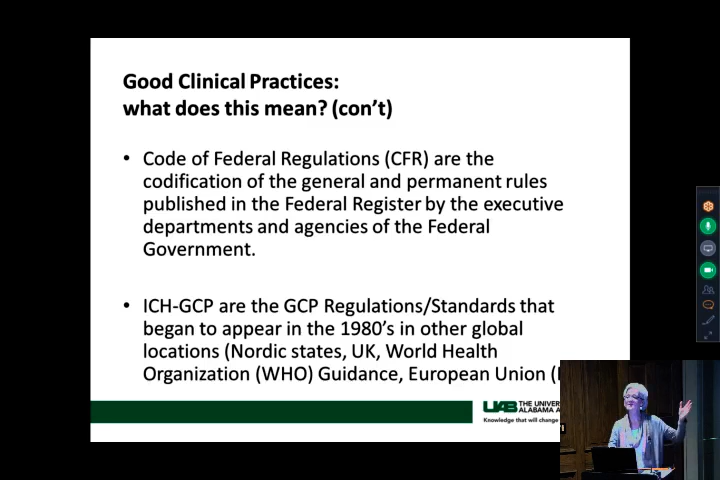 Good Clinical Practices:
what does this mean? (con’t)
• Code of Federal Regulations (CFR) are the
codification of the general and permanent rules
published in the Federal Register by the executive
departments and agencies of the Federal
Government.
• ICH-GCP are the GCP Regulations/Standards that
began to appear in the 1980’s in other global
locations (Nordic states, UK, World Health
Organization (WHO) Guidance, European Union (
UAB THE
ALABAMA
Knowledge that will change